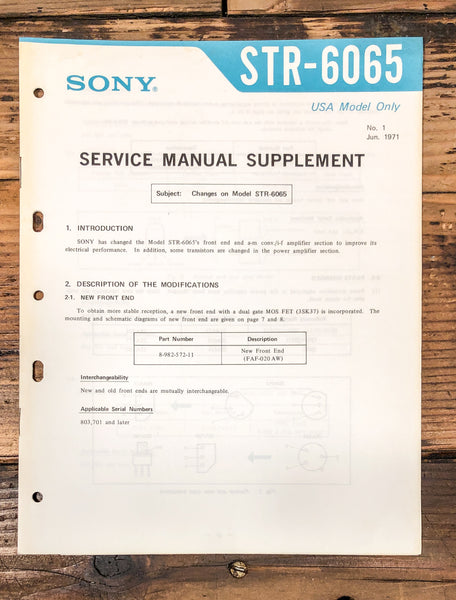 SONY®
STR-6065
USA Model Only
No. 1
Jun. 1971
SERVICE MANUAL SUPPLEMENT
Subject: Changes on Model STR-6065
1. INTRODUCTION
SONY has changed the Model STR-6065's front end and a-m conv./i-f amplifier section to improve its
electrical performance. In addition, some transistors are changed in the power amplifier section.
2. DESCRIPTION OF THE MODIFICATIONS
2-1. NEW FRONT END
To obtain more stable reception, a new front end with a dual gate MOS FET (3SK37) is incorporated. The
mounting and schematic diagrams of new front end are given on page 7 and 8.
Part Number Description
8-982-572-11 New Front End
(FAF-020 AW)
Interchangeability
New and old front ends are mutually interchangeable.
Applicable Serial Numbers
803,701 and later